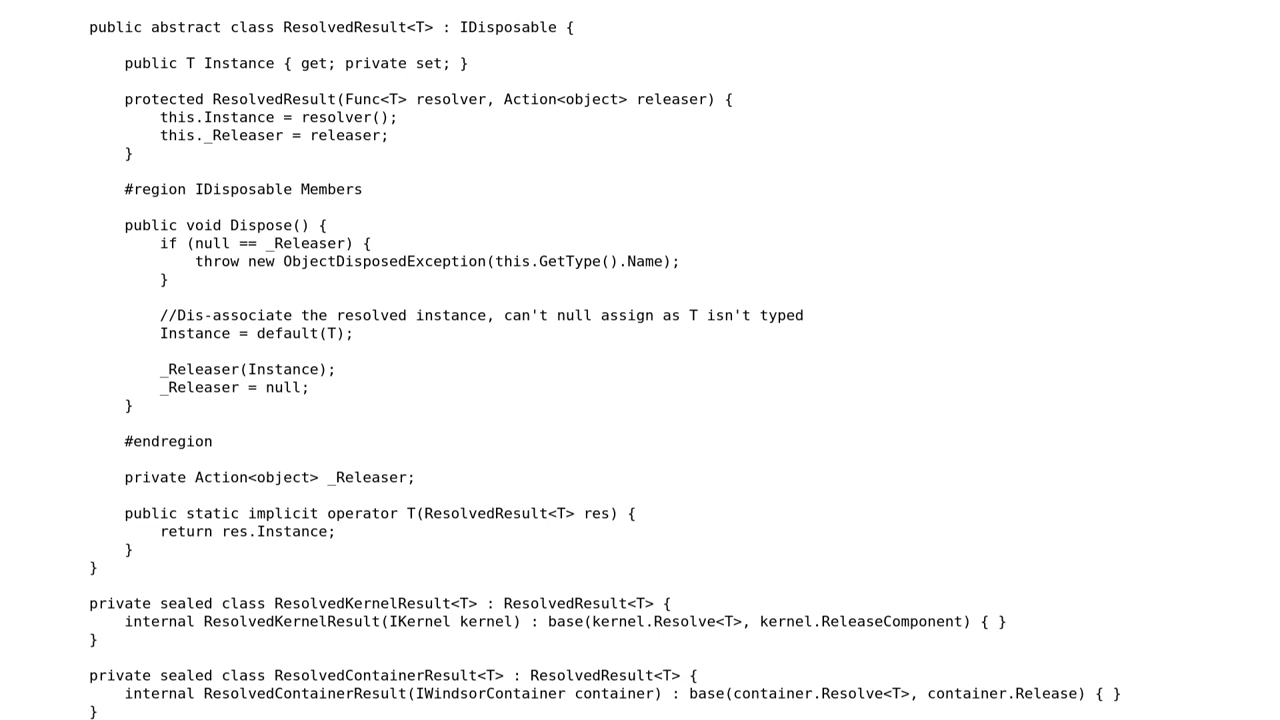 public abstract class ResolvedResult<T> : IDisposable {
public T Instance { get; private set; }
protected ResolvedResult(Func<T> resolver, Action<object> releaser) {
this.Instance = resolver();
this._Releaser = releaser;
}
#region IDisposable Members
public void Dispose() {
if (null == _Releaser) {
throw new ObjectDisposedException(this.GetType().Name);
}
//Dis-associate the resolved instance, can't null assign as T isn't typed
Instance = default(T);
_Releaser(Instance);
_Releaser = null;
}
#endregion
private Action<object> _Releaser;
public static implicit operator T(ResolvedResult<T> res) {
return res.Instance;
}
}
private sealed class ResolvedKernelResult<T> : ResolvedResult<T> {
internal ResolvedKernelResult(IKernel kernel) : base(kernel.Resolve<T>, kernel.ReleaseComponent) { }
}
private sealed class ResolvedContainerResult<T> : ResolvedResult<T> {
internal ResolvedContainerResult(IWindsorContainer container) : base(container.Resolve<T>, container.Release) { }
}